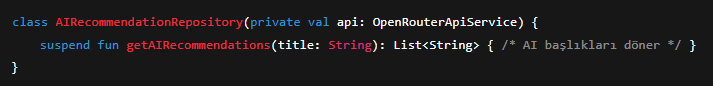 class AIRecommendationRepository(private val api: OpenRouterApiService) {
    suspend fun getAIRecommendations(title: String): List<String> { /* AI başlıkları döner */ }
}